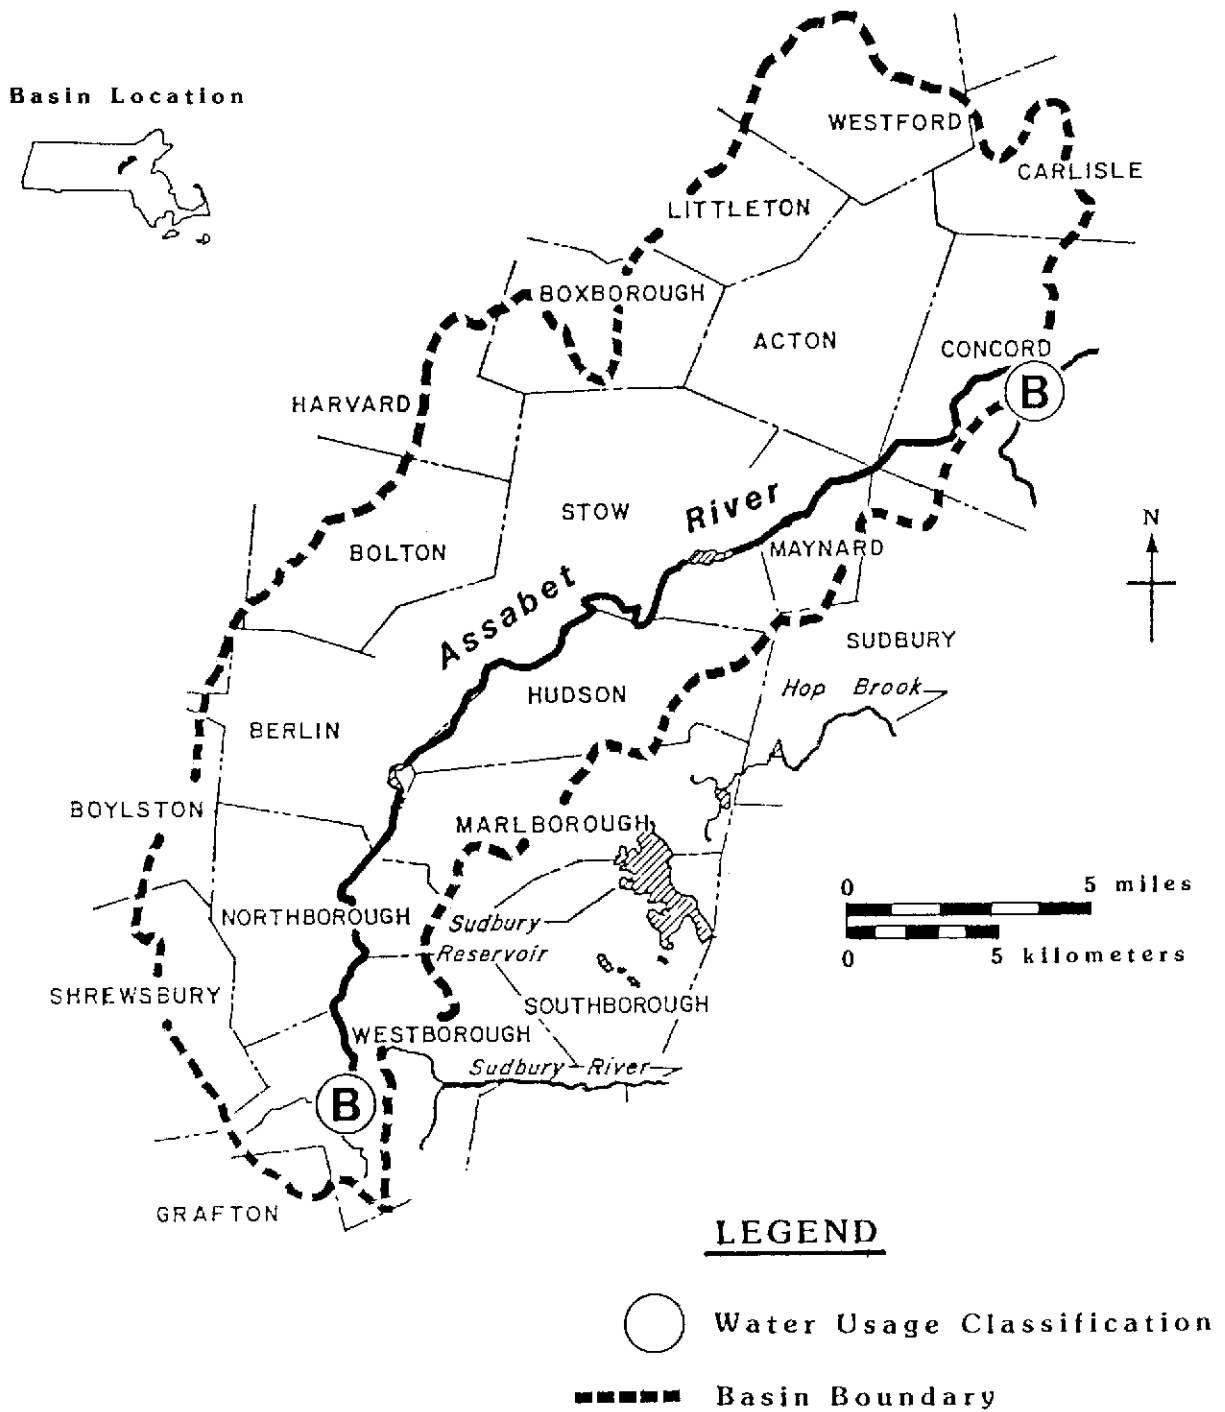 Basin Location
WESTFORD
CARLISLE
LITTLETON
BOXBOROUGH
ACTON
CONCORD
B
HARVARD
STOW
River
N
BOLTON
MAYNARD
Assabet
SUDBURY
HUDSON
Hop Brook
BERLIN
BOYLSTON
MARLBOROUGH
0 5 miles
NORTHBOROUGH
Sudbury
Reservoir
0 5 kilometers
SHREWSBURY
SOUTHBOROUGH
WESTBOROUGH
Sudbury River
B
GRAFTON
LEGEND
Water Usage Classification
Basin Boundary